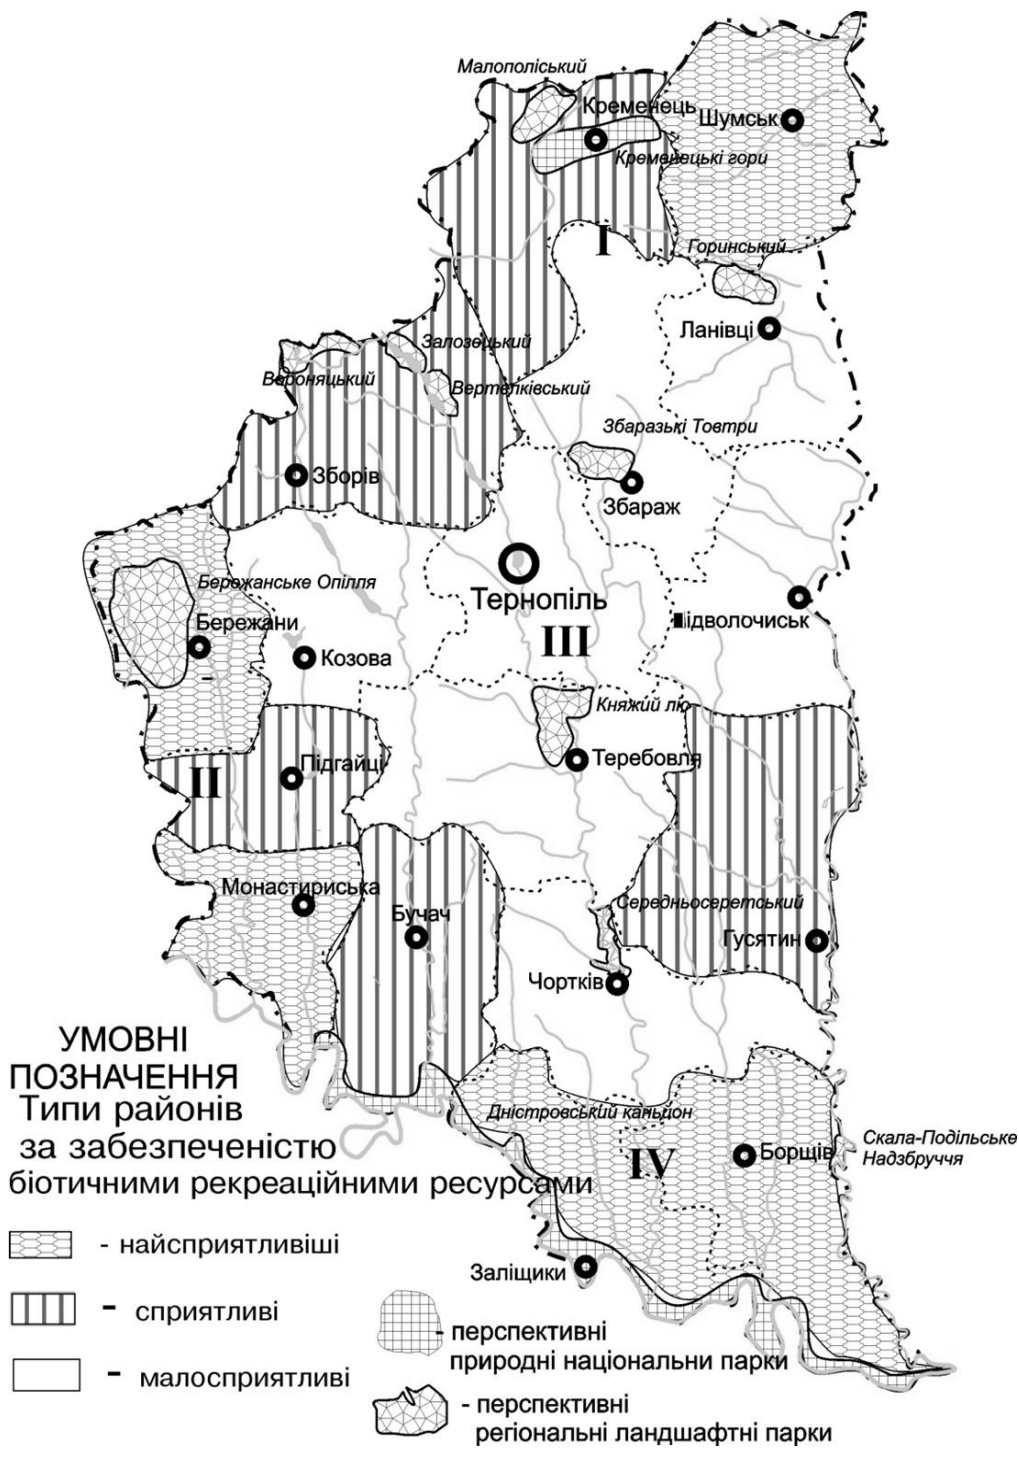 Малополіський
Кременець
Шумськ
Кременецькі гори
I
Горинський
Ланівці
Залозецький
Вороняцький
Вертелківський
Збаразькі Товтри
Зборів
Збараж
Бережанське Опілля
Тернопіль
Бережани
Підволочиськ
III
Козова
Княжий ліс
Теребовля
Підгайці
II
Монастириська
Бучач
Середньосеретський
Гусятин
Чортків
УМОВНІ
ПОЗНАЧЕННЯ
Типи районів
за забезпеченістю
біотичними рекреаційними ресурсами
Дністровський каньйон
Скала-Подільське
Надзбруччя
IV
Борщів
Заліщики
- найсприятливіші
- сприятливі
- малосприятливі
- перспективні
природні національни парки
- перспективні
регіональні ландшафтні парки